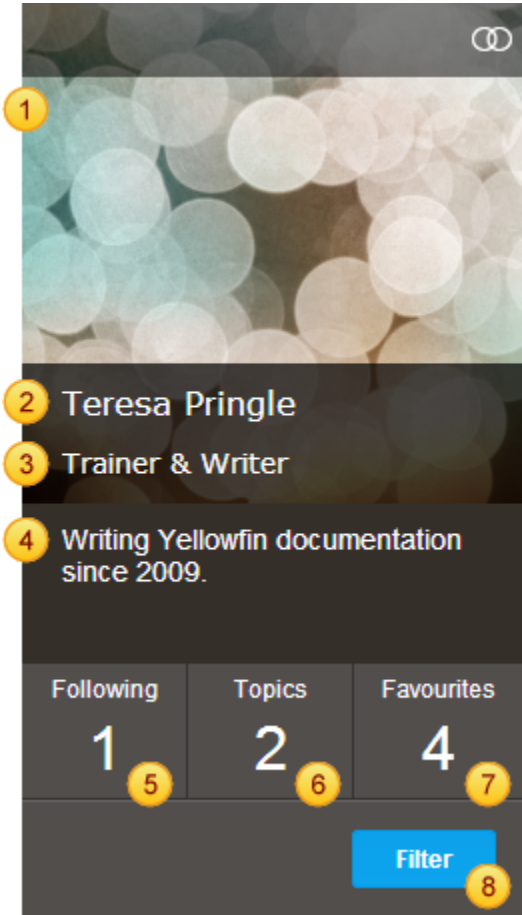 1
2 Teresa Pringle
3 Trainer & Writer
4 Writing Yellowfin documentation
since 2009.
Following Topics Favourites
1 2 4
5 6 7
Filter
8